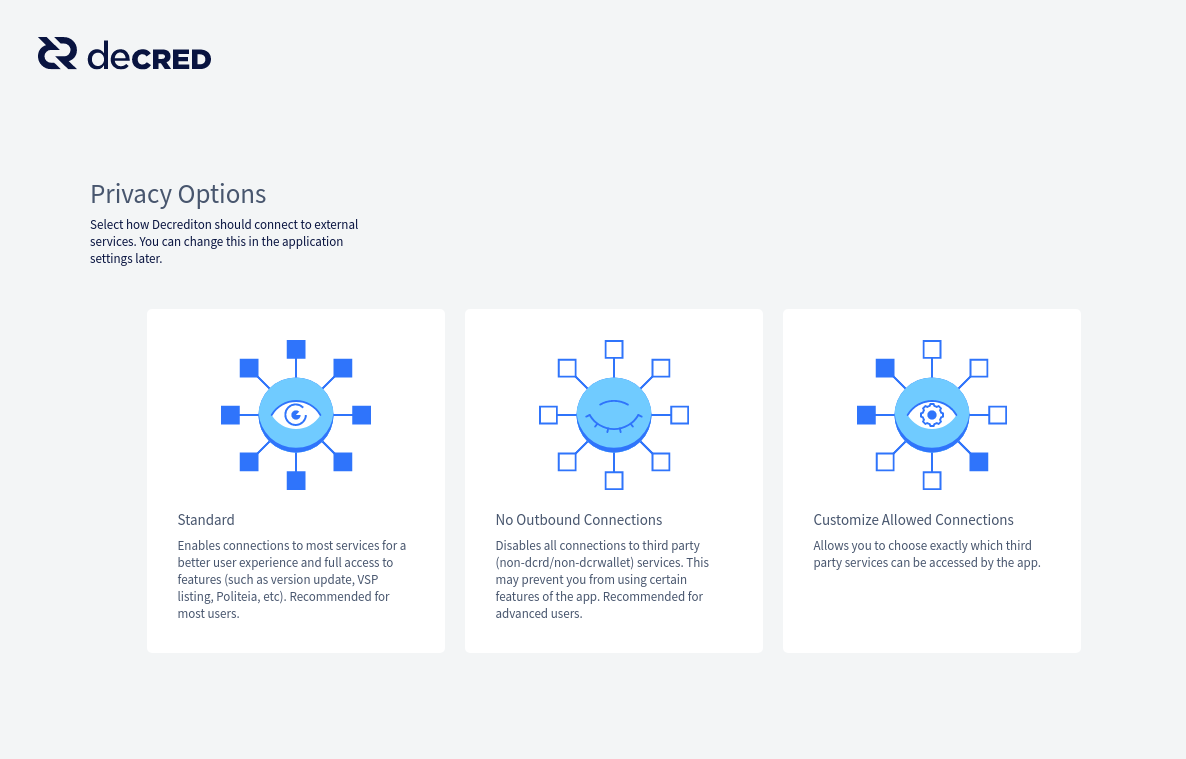 decred
Privacy Options
Select how Decrediton should connect to external
services. You can change this in the application
settings later.
Standard
Enables connections to most services for a
better user experience and full access to
features (such as version update, VSP
listing, Politeia, etc). Recommended for
most users.
No Outbound Connections
Disables all connections to third party
(non-dcrd/non-dcrwallet) services. This
may prevent you from using certain
features of the app. Recommended for
advanced users.
Customize Allowed Connections
Allows you to choose exactly which third
party services can be accessed by the app.